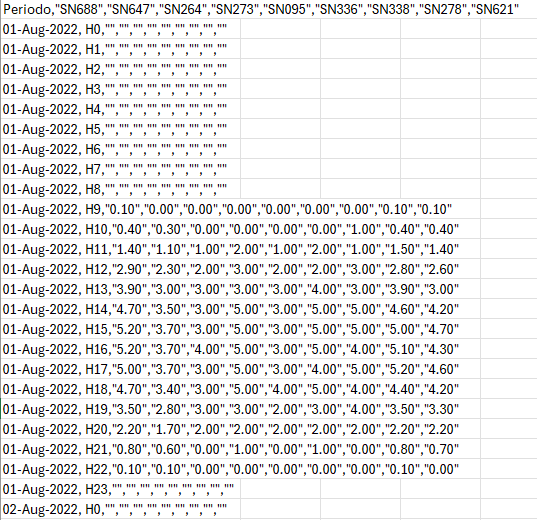 Periodo,"SN688","SN647","SN264","SN273","SN095","SN336","SN338","SN278","SN621"
01-Aug-2022, H0,"","","","","","","","",""
01-Aug-2022, H1,"","","","","","","","",""
01-Aug-2022, H2,"","","","","","","","",""
01-Aug-2022, H3,"","","","","","","","",""
01-Aug-2022, H4,"","","","","","","","",""
01-Aug-2022, H5,"","","","","","","","",""
01-Aug-2022, H6,"","","","","","","","",""
01-Aug-2022, H7,"","","","","","","","",""
01-Aug-2022, H8,"","","","","","","","",""
01-Aug-2022, H9,"0.10","0.00","0.00","0.00","0.00","0.00","0.00","0.10","0.10"
01-Aug-2022, H10,"0.40","0.30","0.00","0.00","0.00","0.00","1.00","0.40","0.40"
01-Aug-2022, H11,"1.40","1.10","1.00","2.00","1.00","2.00","1.00","1.50","1.40"
01-Aug-2022, H12,"2.90","2.30","2.00","3.00","2.00","2.00","3.00","2.80","2.60"
01-Aug-2022, H13,"3.90","3.00","3.00","3.00","3.00","4.00","3.00","3.90","3.00"
01-Aug-2022, H14,"4.70","3.50","3.00","5.00","3.00","5.00","5.00","4.60","4.20"
01-Aug-2022, H15,"5.20","3.70","3.00","5.00","3.00","5.00","5.00","5.00","4.70"
01-Aug-2022, H16,"5.20","3.70","4.00","5.00","3.00","5.00","4.00","5.10","4.30"
01-Aug-2022, H17,"5.00","3.70","3.00","5.00","3.00","4.00","5.00","5.20","4.60"
01-Aug-2022, H18,"4.70","3.40","3.00","5.00","4.00","5.00","4.00","4.40","4.20"
01-Aug-2022, H19,"3.50","2.80","3.00","3.00","2.00","3.00","4.00","3.50","3.30"
01-Aug-2022, H20,"2.20","1.70","2.00","2.00","2.00","2.00","2.00","2.20","2.20"
01-Aug-2022, H21,"0.80","0.60","0.00","1.00","0.00","1.00","0.00","0.80","0.70"
01-Aug-2022, H22,"0.10","0.10","0.00","0.00","0.00","0.00","0.00","0.10","0.00"
01-Aug-2022, H23,"","","","","","","","",""
02-Aug-2022, H0,"","","","","","","","",""